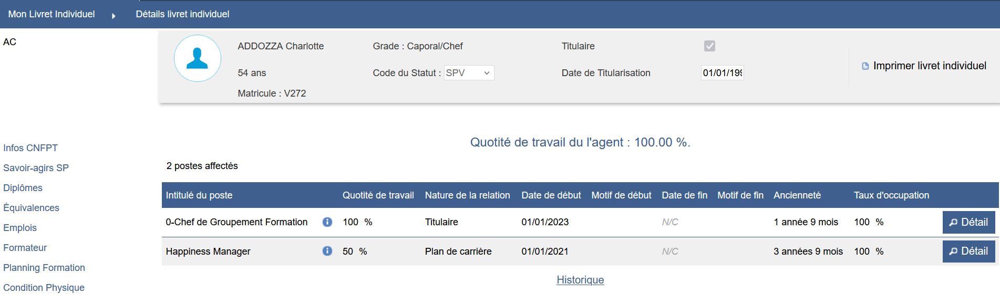 Mon Livret Individuel Détails livret individuel
AC
ADDOZZA Charlotte Grade : Caporal/Chef Titulaire
Imprimer livret individuel
54 ans Code du Statut : SPV Date de Titularisation 01/01/199
Matricule : V272
Quotité de travail du l'agent : 100.00 %.
Infos CNFPT
Savoir-agirs SP
Diplômes
Équivalences
Emplois
Formateur
Planning Formation
Condition Physique
2 postes affectés
Intitulé du poste Quotité de travail Nature de la relation Date de début Motif de début Date de fin Motif de fin Ancienneté Taux d'occupation
0-Chef de Groupement Formation 100 % Titulaire 01/01/2023 N/C 1 année 9 mois 100 % Détail
Happiness Manager 50 % Plan de carrière 01/01/2021 N/C 3 années 9 mois 100 % Détail
Historique